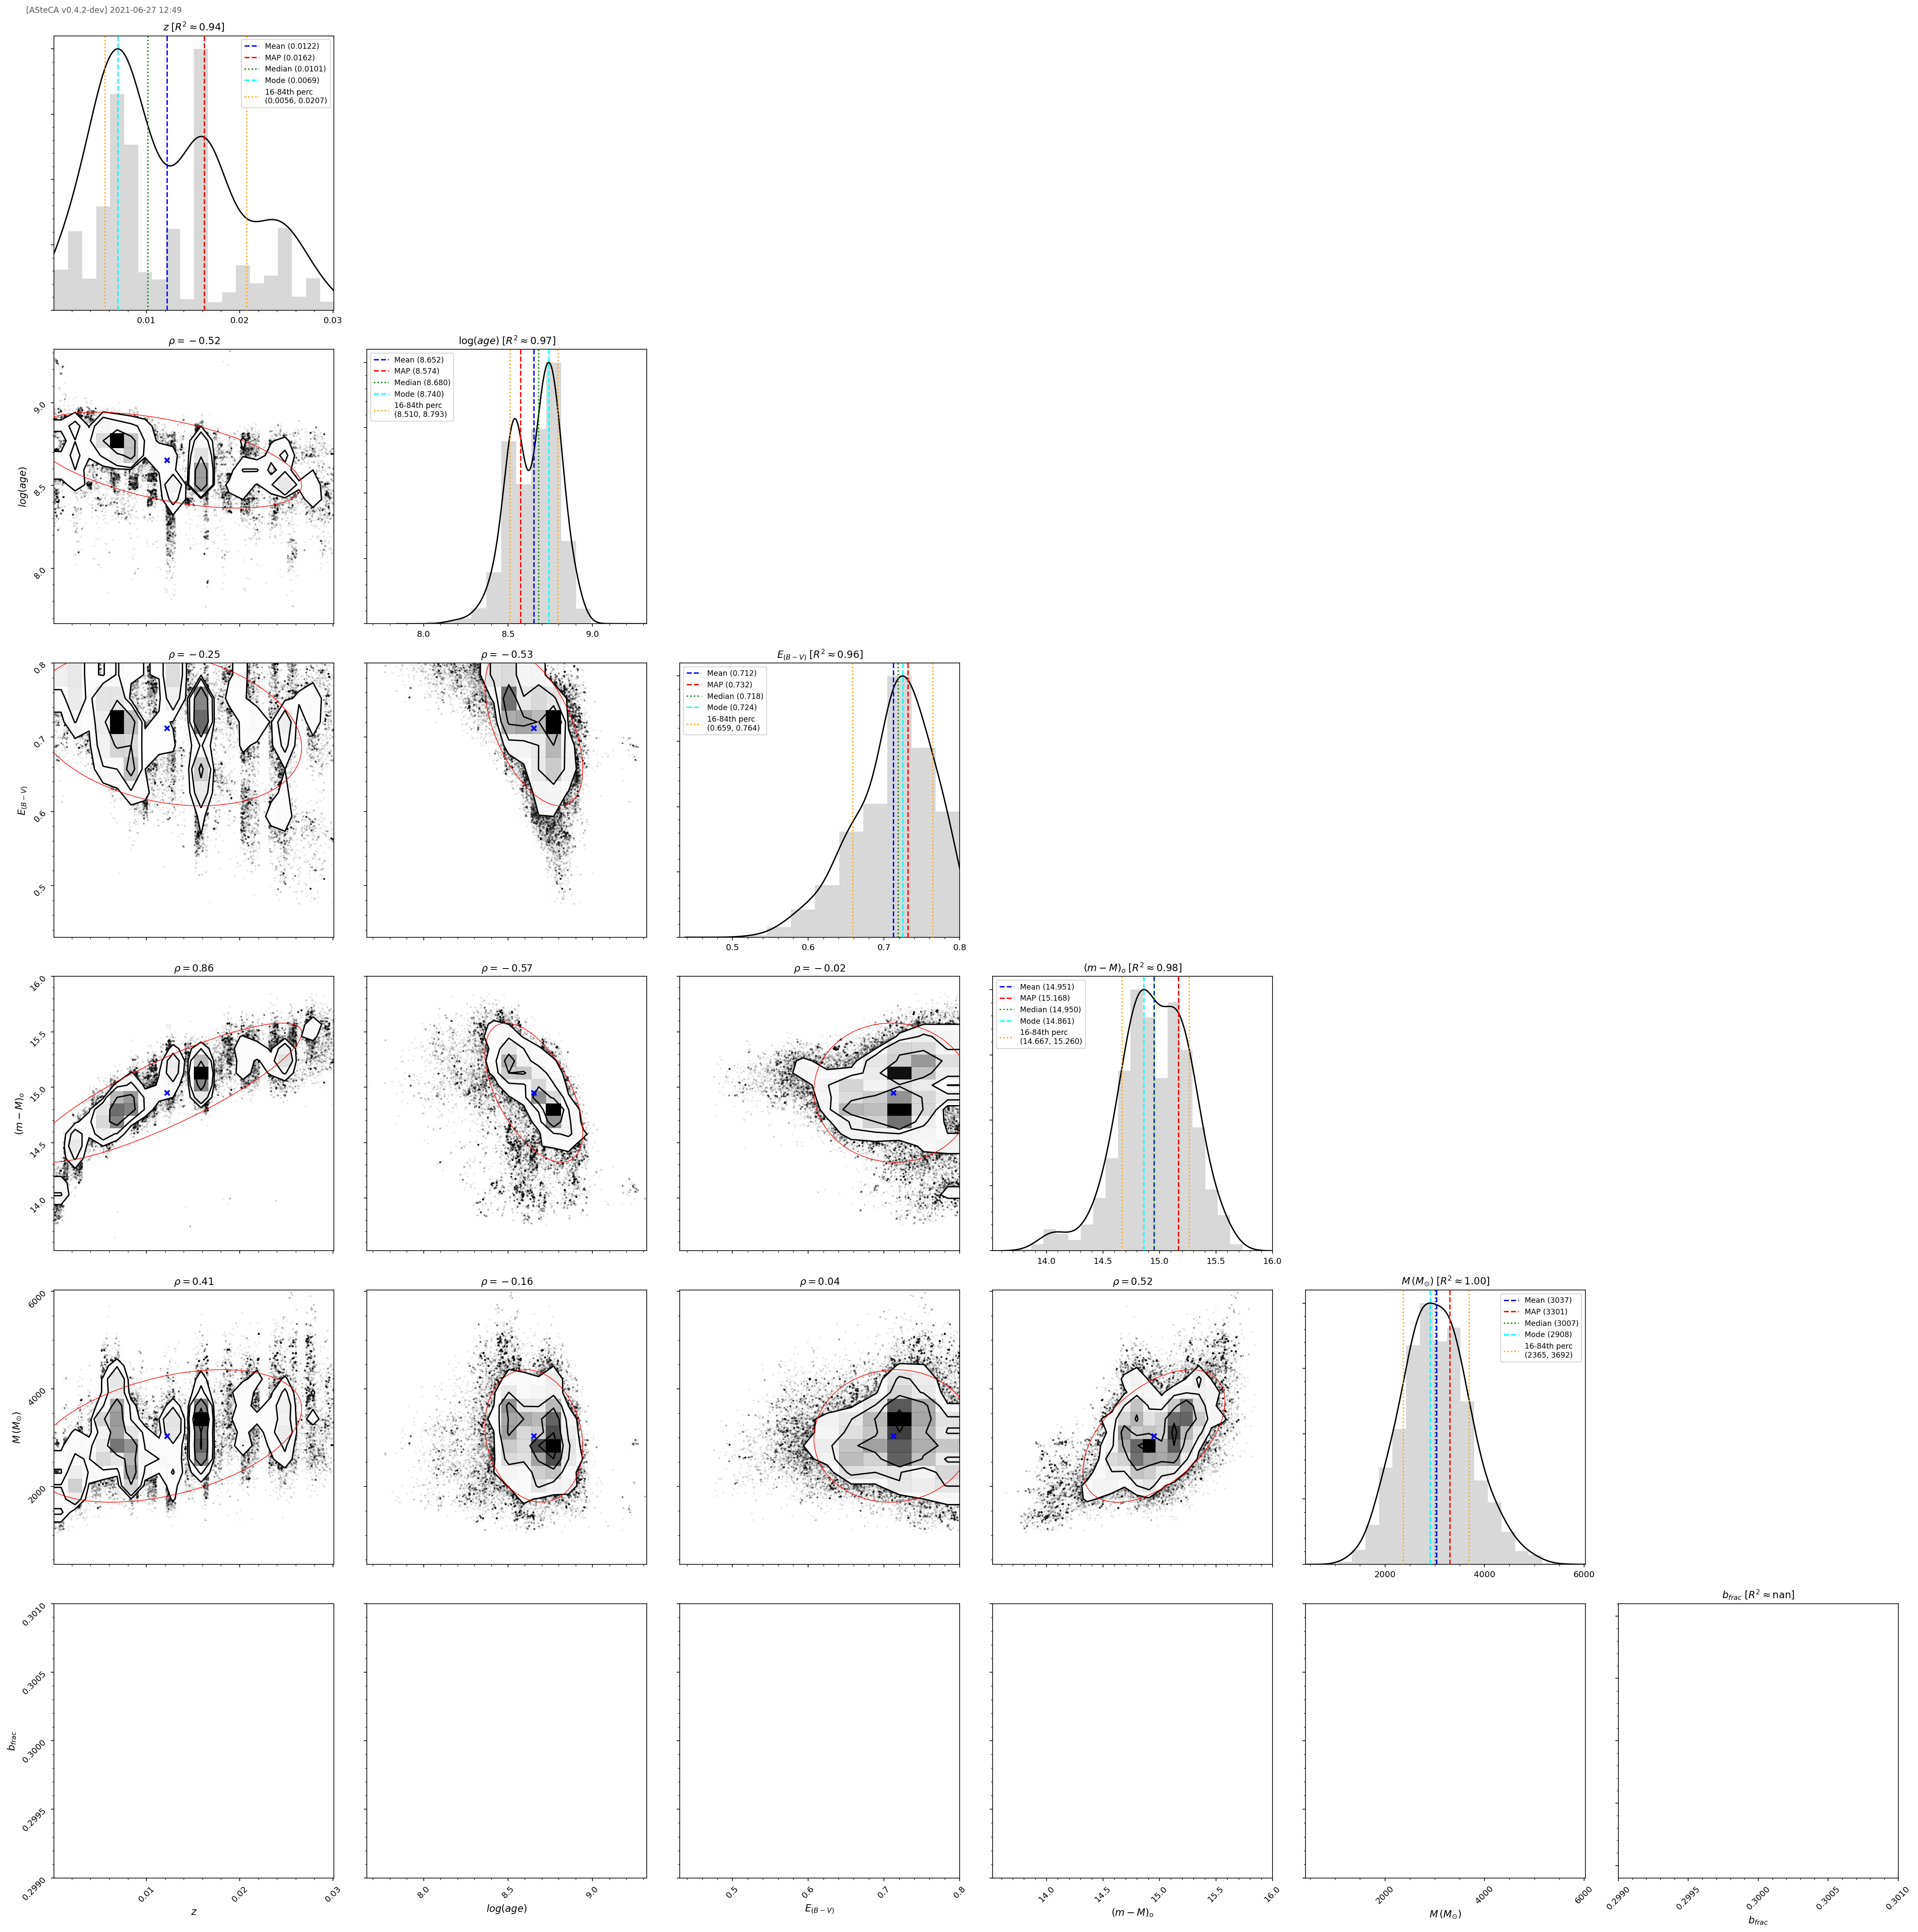 [ASteCA v0.4.2-dev] 2021-06-27 12:49
z [R² ≈ 0.94]
Mean (0.0122)
MAP (0.0162)
Median (0.0101)
Mode (0.0069)
16-84th perc
(0.0056, 0.0207)
0.01 0.02 0.03
ρ = − 0.52
log(age) [R² ≈ 0.97]
Mean (8.652)
MAP (8.574)
Median (8.680)
Mode (8.740)
16-84th perc
(8.510, 8.793)
9.0
8.5
8.0
log(age)
8.0 8.5 9.0
ρ = − 0.25
ρ = − 0.53
E(B − V) [R² ≈ 0.96]
Mean (0.712)
MAP (0.732)
Median (0.718)
Mode (0.724)
16-84th perc
(0.659, 0.764)
0.8
0.7
0.6
0.5
E(B − V)
0.5 0.6 0.7 0.8
ρ = 0.86
ρ = − 0.57
ρ = − 0.02
(m − M)o [R² ≈ 0.98]
Mean (14.951)
MAP (15.168)
Median (14.950)
Mode (14.861)
16-84th perc
(14.667, 15.260)
16.0
15.5
15.0
14.5
14.0
(m − M)o
14.0 14.5 15.0 15.5 16.0
ρ = 0.41
ρ = − 0.16
ρ = 0.04
ρ = 0.52
M (M⊙) [R² ≈ 1.00]
Mean (3037)
MAP (3301)
Median (3007)
Mode (2908)
16-84th perc
(2365, 3692)
6000
4000
2000
M (M⊙)
2000 4000 6000
b_frac [R² ≈ nan]
0.3010
0.3005
0.3000
0.2995
0.2990
b_frac
0.01 0.02 0.03
z
8.0 8.5 9.0
log(age)
0.5 0.6 0.7 0.8
E(B − V)
14.0 14.5 15.0 15.5 16.0
(m − M)o
2000 4000 6000
M (M⊙)
0.2990 0.2995 0.3000 0.3005 0.3010
b_frac